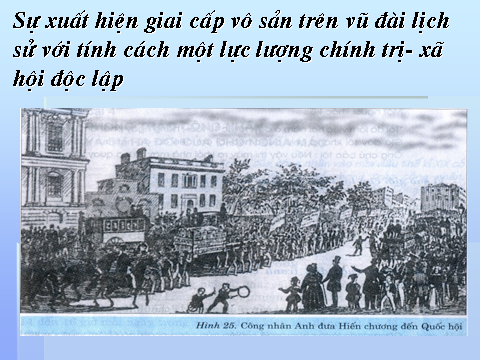 Sự xuất hiện giai cấp vô sản trên vũ đài lịch
sử với tính cách một lực lượng chính trị- xã
hội độc lập
Hình 25. Công nhân Anh đưa Hiến chương đến Quốc hội